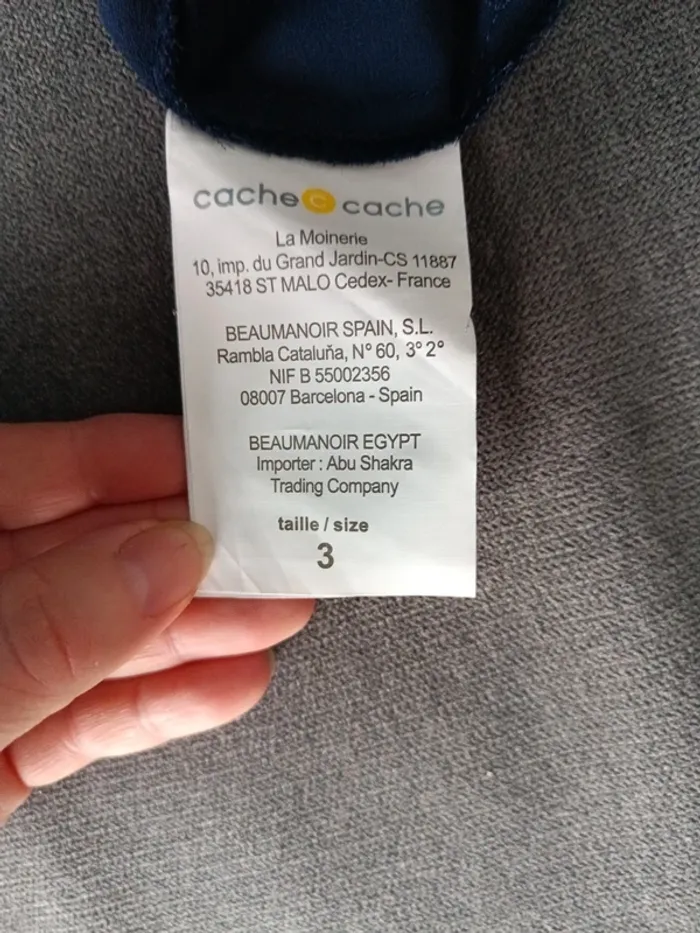 cache c cache
La Moinerie
10, imp. du Grand Jardin-CS 11887
35418 ST MALO Cedex- France
BEAUMANOIR SPAIN, S.L.
Rambla Cataluňa, N° 60, 3° 2°
NIF B 55002356
08007 Barcelona - Spain
BEAUMANOIR EGYPT
Importer : Abu Shakra
Trading Company
taille / size
3